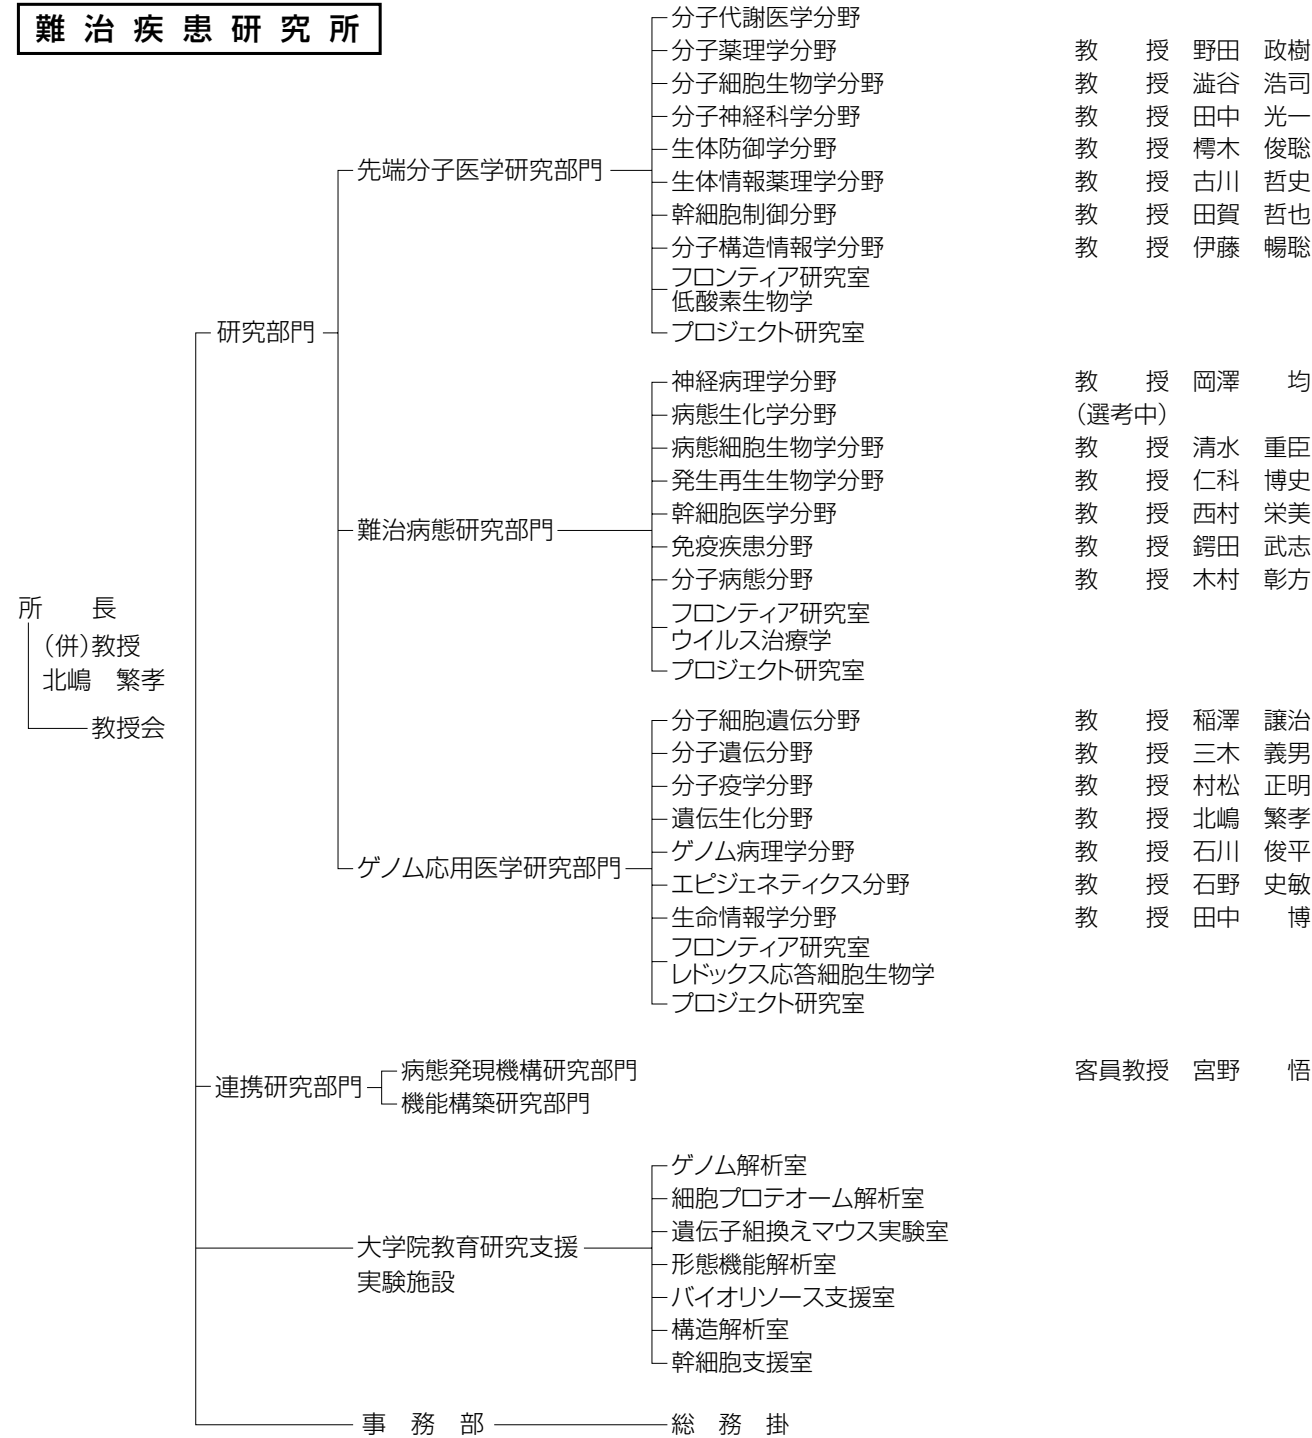 難治疾患研究所
分子代謝医学分野
分子薬理学分野 教 授 野田 政樹
分子細胞生物学分野 教 授 澁谷 浩司
分子神経科学分野 教 授 田中 光一
生体防御学分野 教 授 樗木 俊聡
先端分子医学研究部門
生体情報薬理学分野 教 授 古川 哲史
幹細胞制御分野 教 授 田賀 哲也
分子構造情報学分野 教 授 伊藤 暢聡
フロンティア研究室
低酸素生物学
プロジェクト研究室
研究部門
神経病理学分野 教 授 岡澤 均
病態生化学分野 (選考中)
病態細胞生物学分野 教 授 清水 重臣
発生再生生物学分野 教 授 仁科 博史
幹細胞医学分野 教 授 西村 栄美
難治病態研究部門
免疫疾患分野 教 授 鍔田 武志
分子病態分野 教 授 木村 彰方
フロンティア研究室
ウイルス治療学
プロジェクト研究室
所 長
(併)教授
北嶋 繁孝
教授会
分子細胞遺伝分野 教 授 稲澤 譲治
分子遺伝分野 教 授 三木 義男
分子疫学分野 教 授 村松 正明
遺伝生化分野 教 授 北嶋 繁孝
ゲノム病理学分野 教 授 石川 俊平
ゲノム応用医学研究部門
エピジェネティクス分野 教 授 石野 史敏
生命情報学分野 教 授 田中 博
フロンティア研究室
レドックス応答細胞生物学
プロジェクト研究室
病態発現機構研究部門 客員教授 宮野 悟
連携研究部門
機能構築研究部門
ゲノム解析室
細胞プロテオーム解析室
遺伝子組換えマウス実験室
大学院教育研究支援
実験施設
形態機能解析室
バイオリソース支援室
構造解析室
幹細胞支援室
事 務 部 総 務 掛